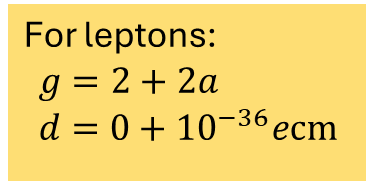 For leptons:
g = 2 + 2a
d = 0 + 10⁻³⁶ ecm